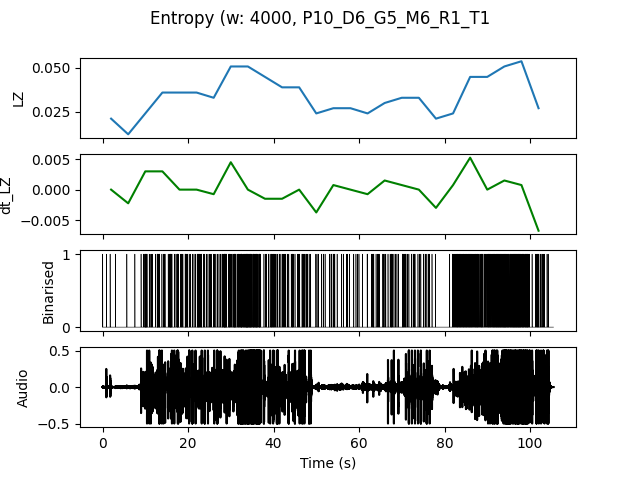 Entropy (w: 4000, P10_D6_G5_M6_R1_T1
0.050
0.025
LZ
0.005
0.000
−0.005
dt_LZ
1
0
Binarised
0.5
0.0
−0.5
Audio
0 20 40 60 80 100
Time (s)